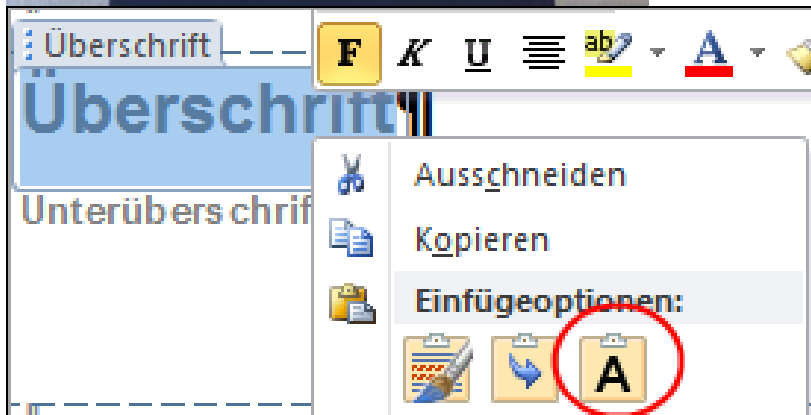 Überschrift
F K U ab A
Überschrift¶
Unterüberschrif
Ausschneiden
Kopieren
Einfügeoptionen:
A